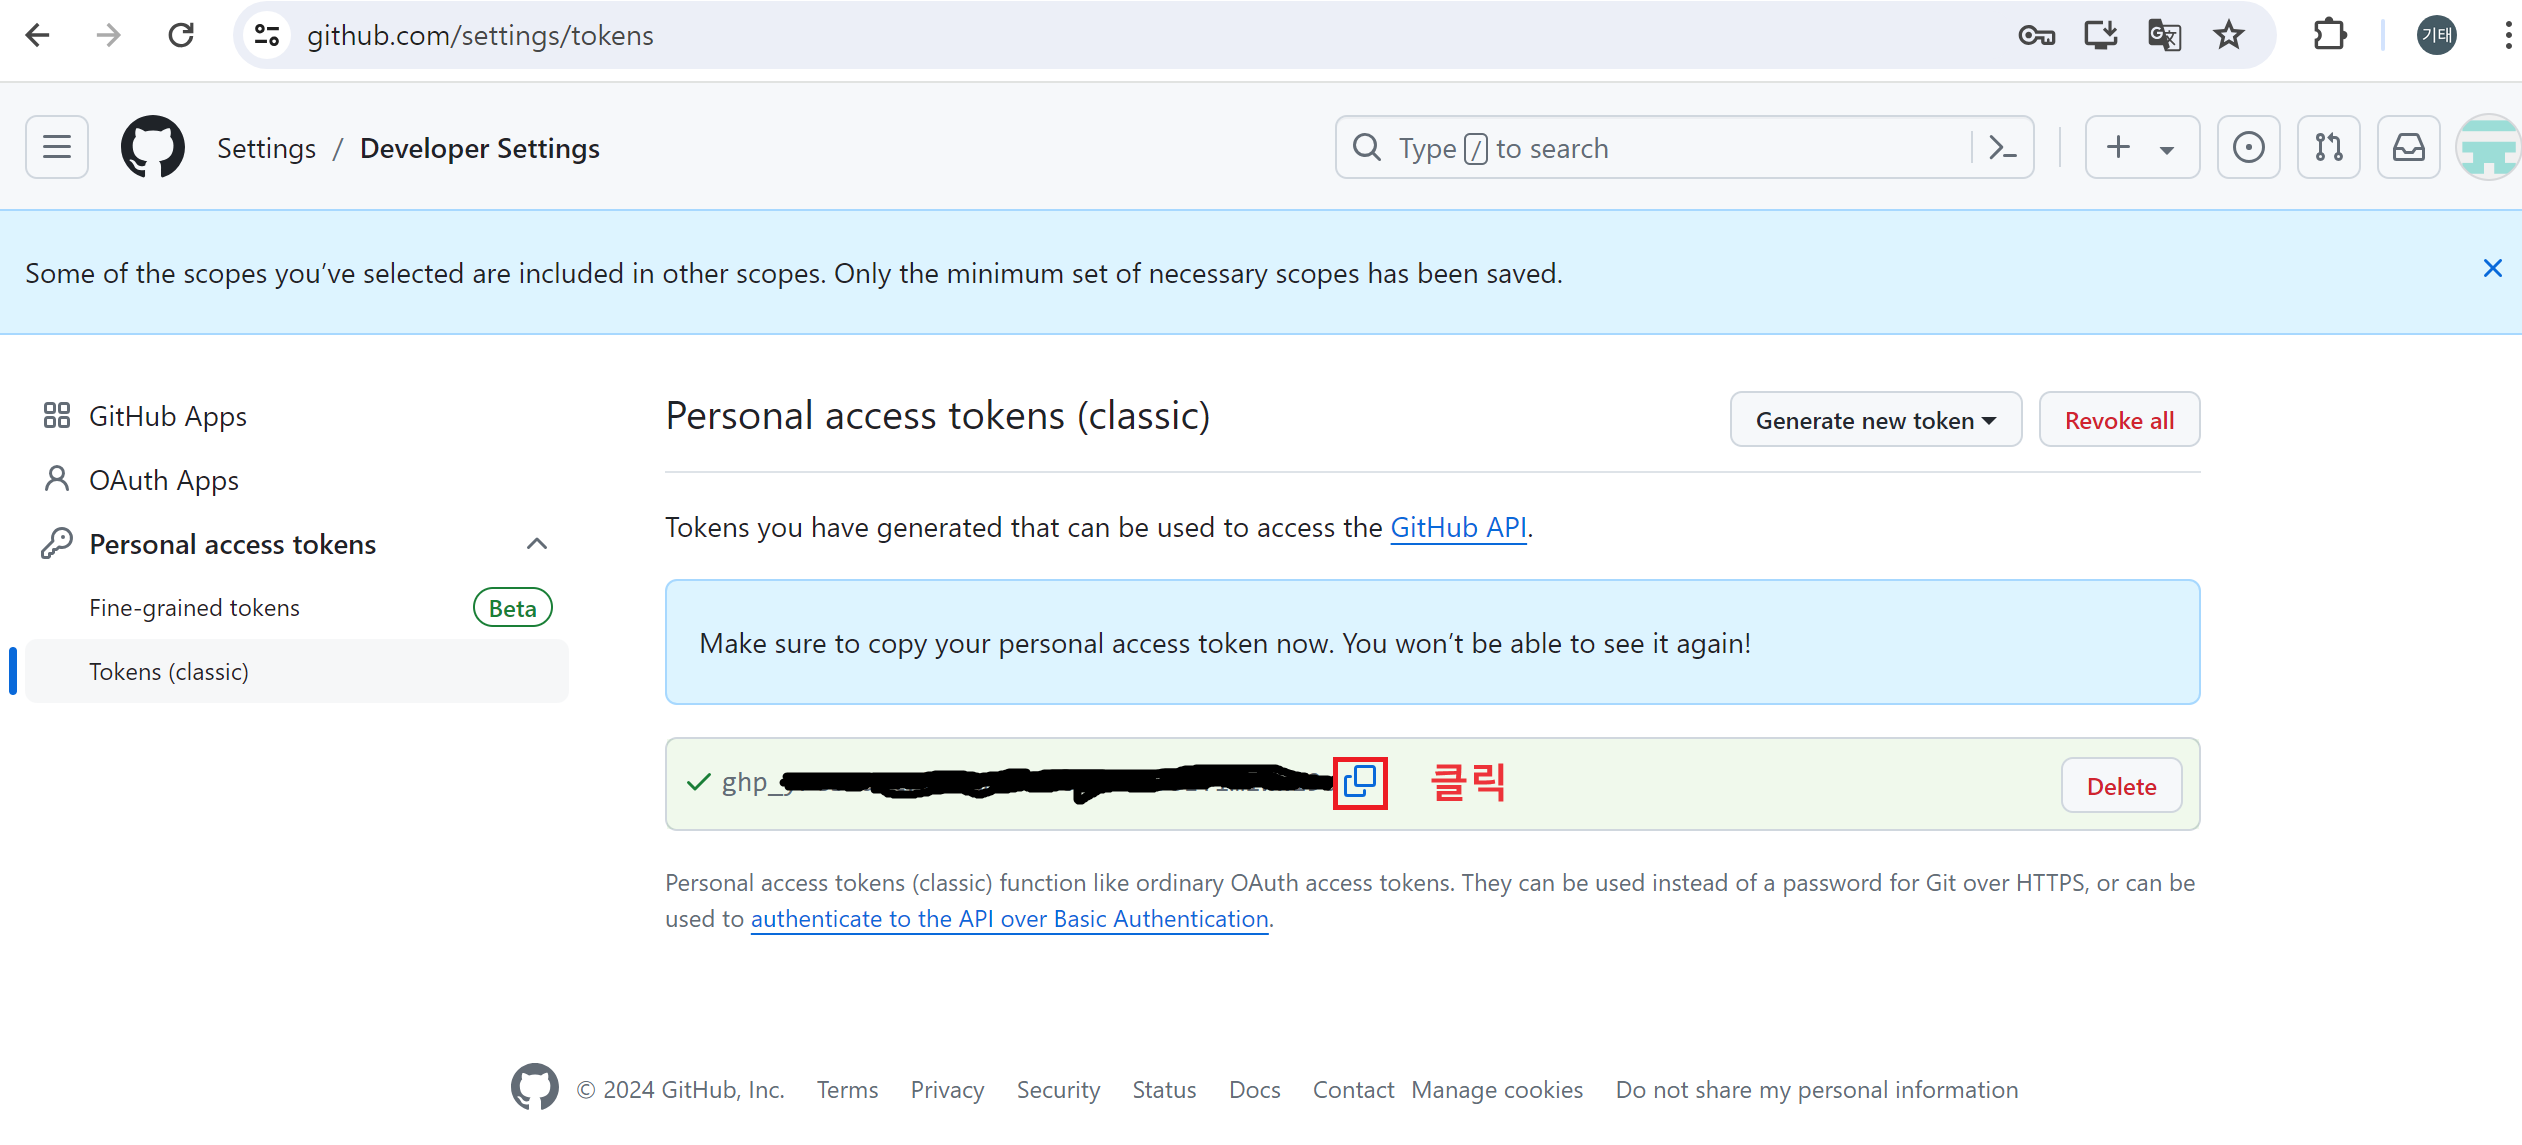 github.com/settings/tokens
기태
Settings / Developer Settings
Type / to search
Some of the scopes you’ve selected are included in other scopes. Only the minimum set of necessary scopes has been saved.
GitHub Apps
OAuth Apps
Personal access tokens
Fine-grained tokens Beta
Tokens (classic)
Personal access tokens (classic)
Generate new token
Revoke all
Tokens you have generated that can be used to access the GitHub API.
Make sure to copy your personal access token now. You won’t be able to see it again!
ghp_
클릭
Delete
Personal access tokens (classic) function like ordinary OAuth access tokens. They can be used instead of a password for Git over HTTPS, or can be
used to authenticate to the API over Basic Authentication.
© 2024 GitHub, Inc. Terms Privacy Security Status Docs Contact Manage cookies Do not share my personal information